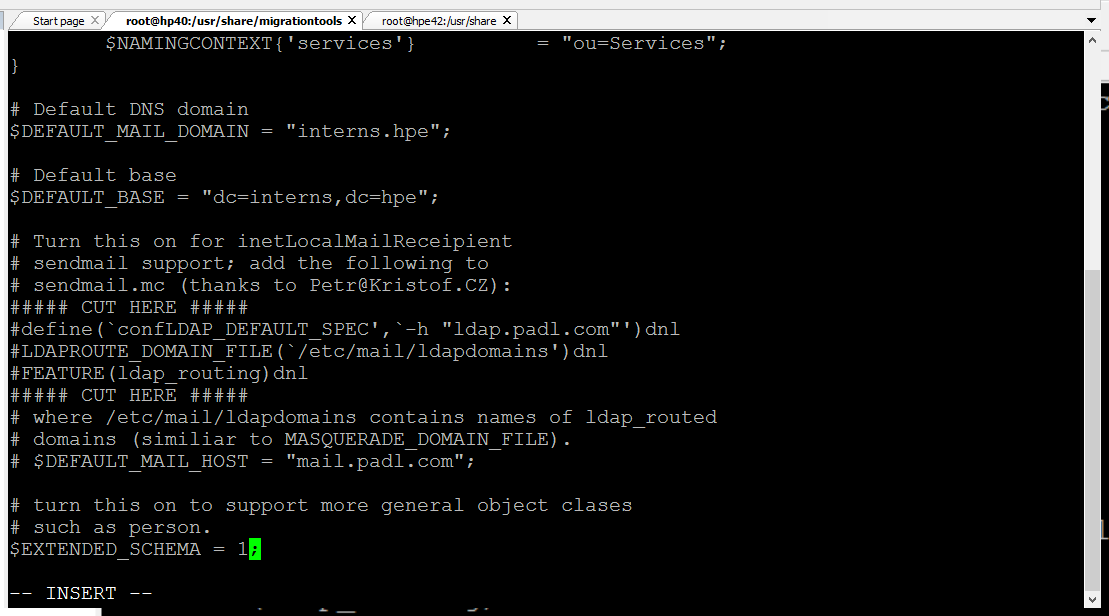 Start page
root@hp40:/usr/share/migrationtools
root@hpe42:/usr/share
$NAMINGCONTEXT{'services'} = "ou=Services";
}
# Default DNS domain
$DEFAULT_MAIL_DOMAIN = "interns.hpe";
# Default base
$DEFAULT_BASE = "dc=interns,dc=hpe";
# Turn this on for inetLocalMailReceipient
# sendmail support; add the following to
# sendmail.mc (thanks to Petr@Kristof.CZ):
##### CUT HERE #####
#define(`confLDAP_DEFAULT_SPEC',`-h "ldap.padl.com"')dnl
#LDAPROUTE_DOMAIN_FILE(`/etc/mail/ldapdomains')dnl
#FEATURE(ldap_routing)dnl
##### CUT HERE #####
# where /etc/mail/ldapdomains contains names of ldap_routed
# domains (similiar to MASQUERADE_DOMAIN_FILE).
# $DEFAULT_MAIL_HOST = "mail.padl.com";
# turn this on to support more general object clases
# such as person.
$EXTENDED_SCHEMA = 1;
-- INSERT --